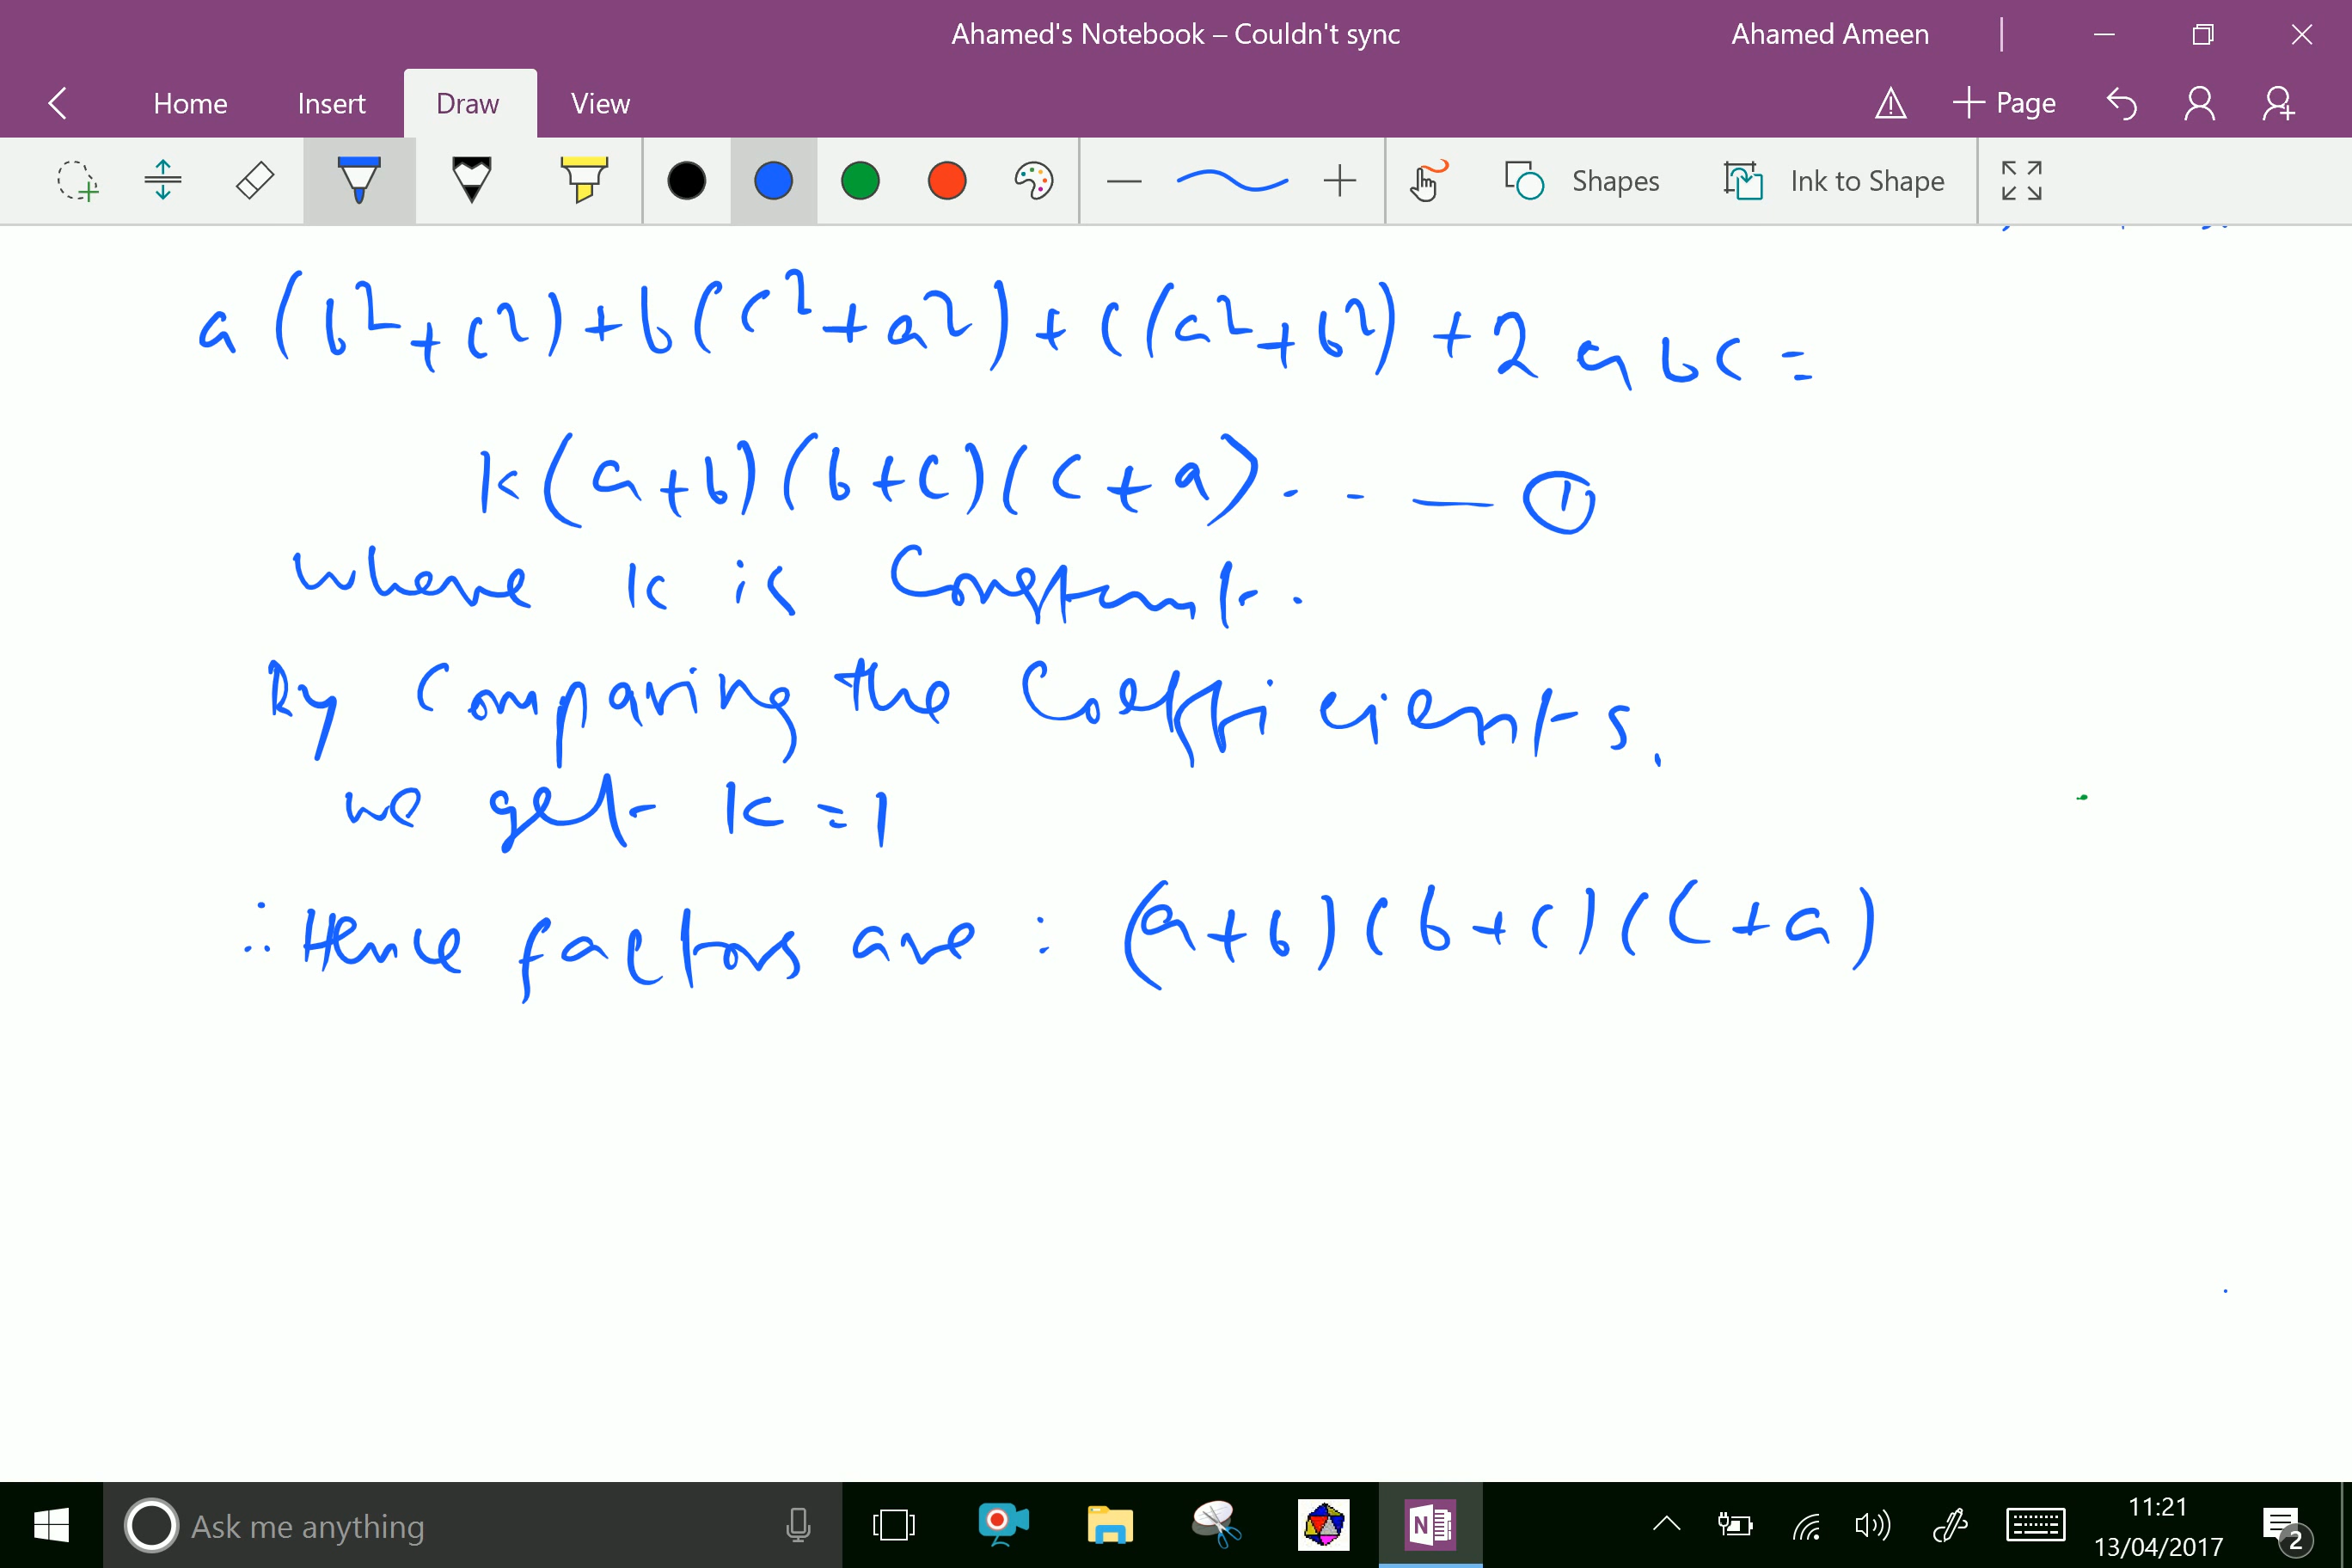 Ahamed's Notebook – Couldn't sync
Ahamed Ameen
Home Insert Draw View
Page
Shapes Ink to Shape
a(b²+c²)+b(c²+a²)+c(a²+b²)+2abc=
k(a+b)(b+c)(c+a). - — ①
where k is Constant.
By Comparing the Coefficients.
we get k=1
∴ Hence factors are : (a+b)(b+c)(c+a)
Ask me anything
N
11:21
13/04/2017
2